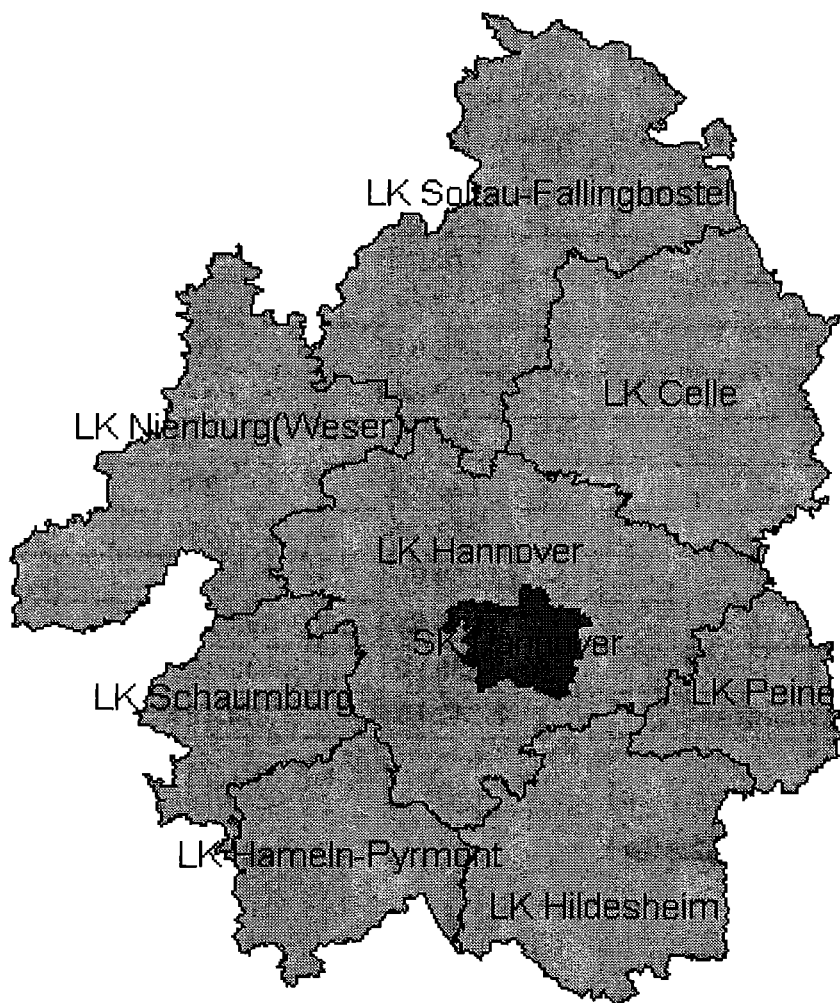 LK Soltau-Fallingbostel
LK Celle
LK Nienburg(Weser)
LK Hannover
SK Hannover
LK Schaumburg
LK Peine
LK Hameln-Pyrmont
LK Hildesheim